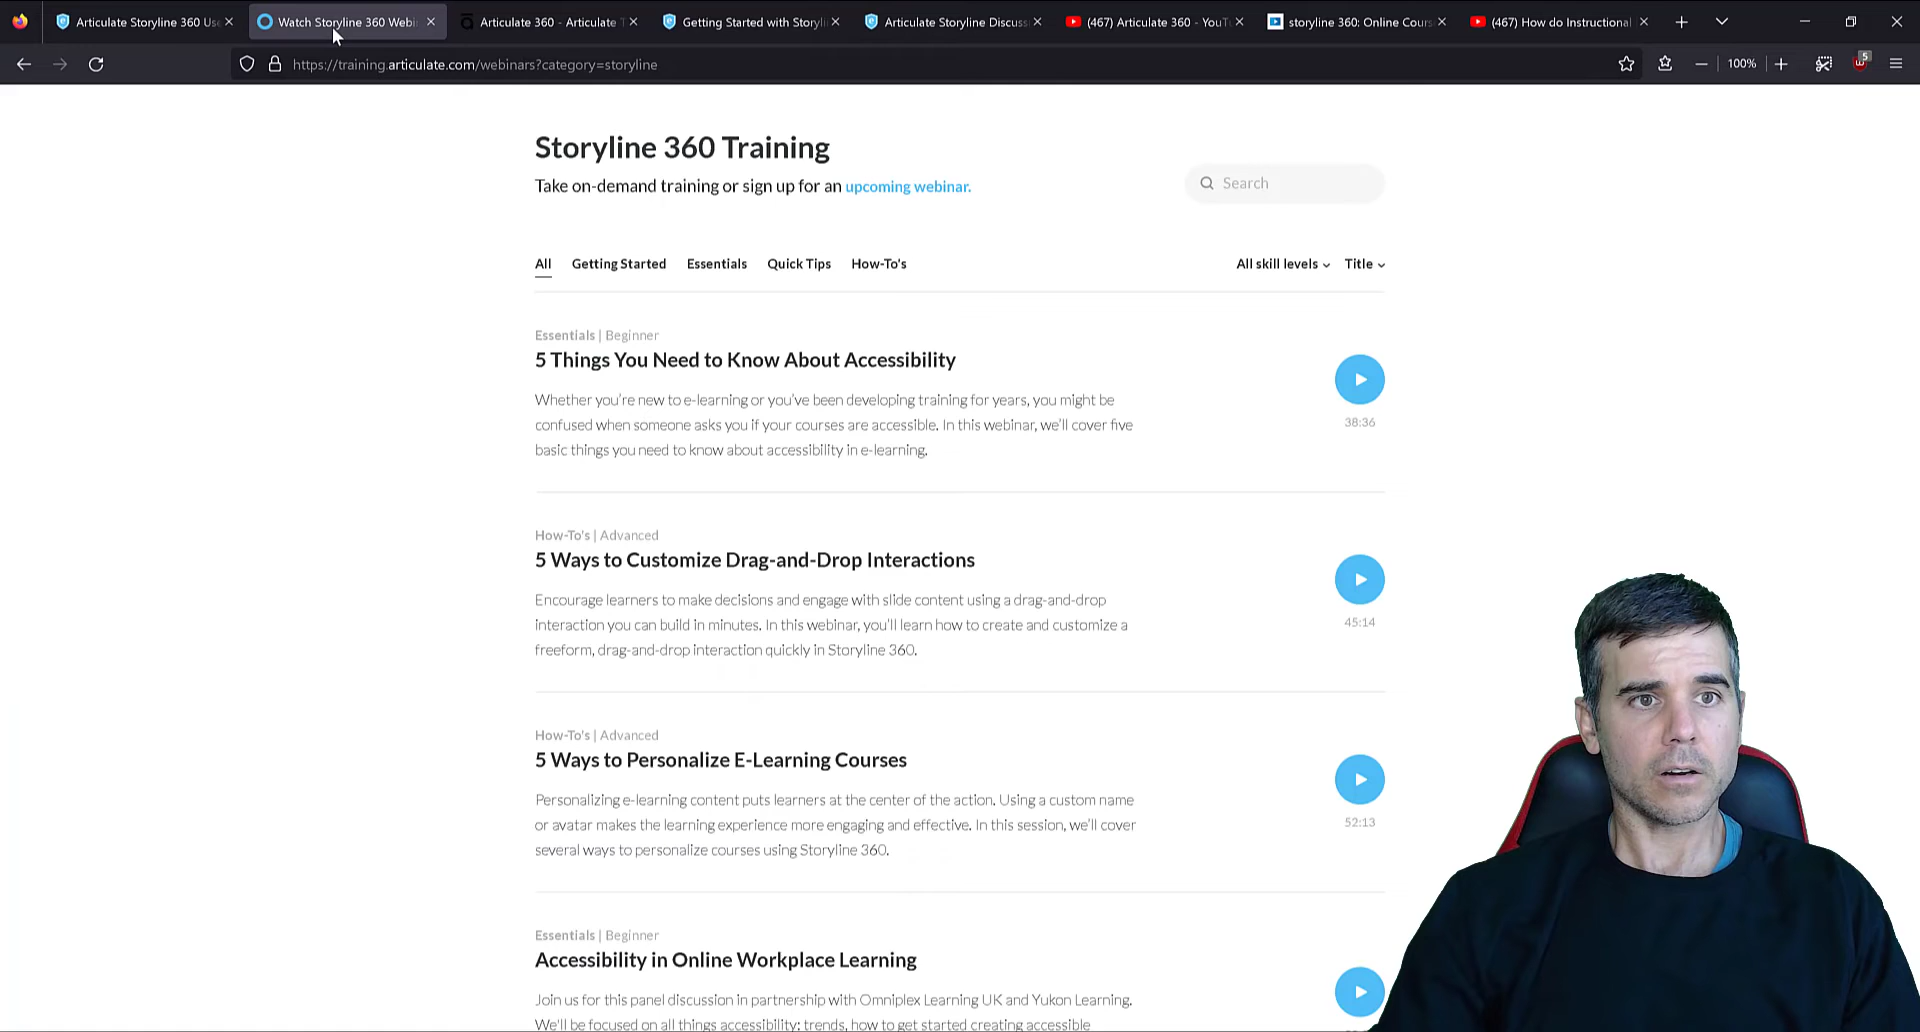 Articulate Storyline 360 Use
Watch Storyline 360 Webi
Articulate 360 - Articulate T
Getting Started with Storyli
Articulate Storyline Discuss
(467) Articulate 360 - YouTu
storyline 360: Online Cours
(467) How do Instructional
https://training.articulate.com/webinars?category=storyline
100%
5
Storyline 360 Training
Take on-demand training or sign up for an upcoming webinar.
Search
All
Getting Started
Essentials
Quick Tips
How-To's
All skill levels
Title
Essentials | Beginner
5 Things You Need to Know About Accessibility
Whether you're new to e-learning or you've been developing training for years, you might be
confused when someone asks you if your courses are accessible. In this webinar, we'll cover five
basic things you need to know about accessibility in e-learning.
38:36
How-To's | Advanced
5 Ways to Customize Drag-and-Drop Interactions
Encourage learners to make decisions and engage with slide content using a drag-and-drop
interaction you can build in minutes. In this webinar, you'll learn how to create and customize a
freeform, drag-and-drop interaction quickly in Storyline 360.
45:14
How-To's | Advanced
5 Ways to Personalize E-Learning Courses
Personalizing e-learning content puts learners at the center of the action. Using a custom name
or avatar makes the learning experience more engaging and effective. In this session, we'll cover
several ways to personalize courses using Storyline 360.
52:13
Essentials | Beginner
Accessibility in Online Workplace Learning
Join us for this panel discussion in partnership with Omniplex Learning UK and Yukon Learning.
We'll be focused on all things accessibility: trends, how to get started creating accessible